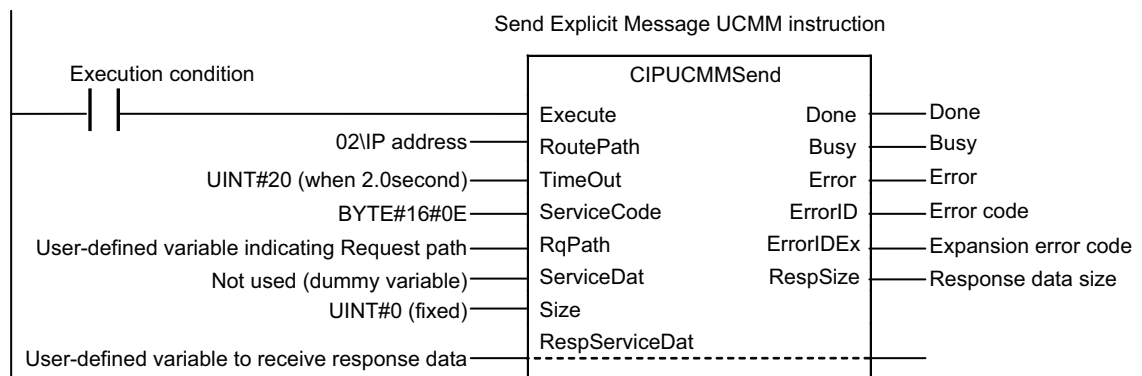 Send Explicit Message UCMM instruction
Execution condition
CIPUCMMSend
Execute Done Done
02\IP address RoutePath Busy Busy
UINT#20 (when 2.0second) TimeOut Error Error
BYTE#16#0E ServiceCode ErrorID Error code
User-defined variable indicating Request path RqPath ErrorIDEx Expansion error code
Not used (dummy variable) ServiceDat RespSize Response data size
UINT#0 (fixed) Size
RespServiceDat
User-defined variable to receive response data